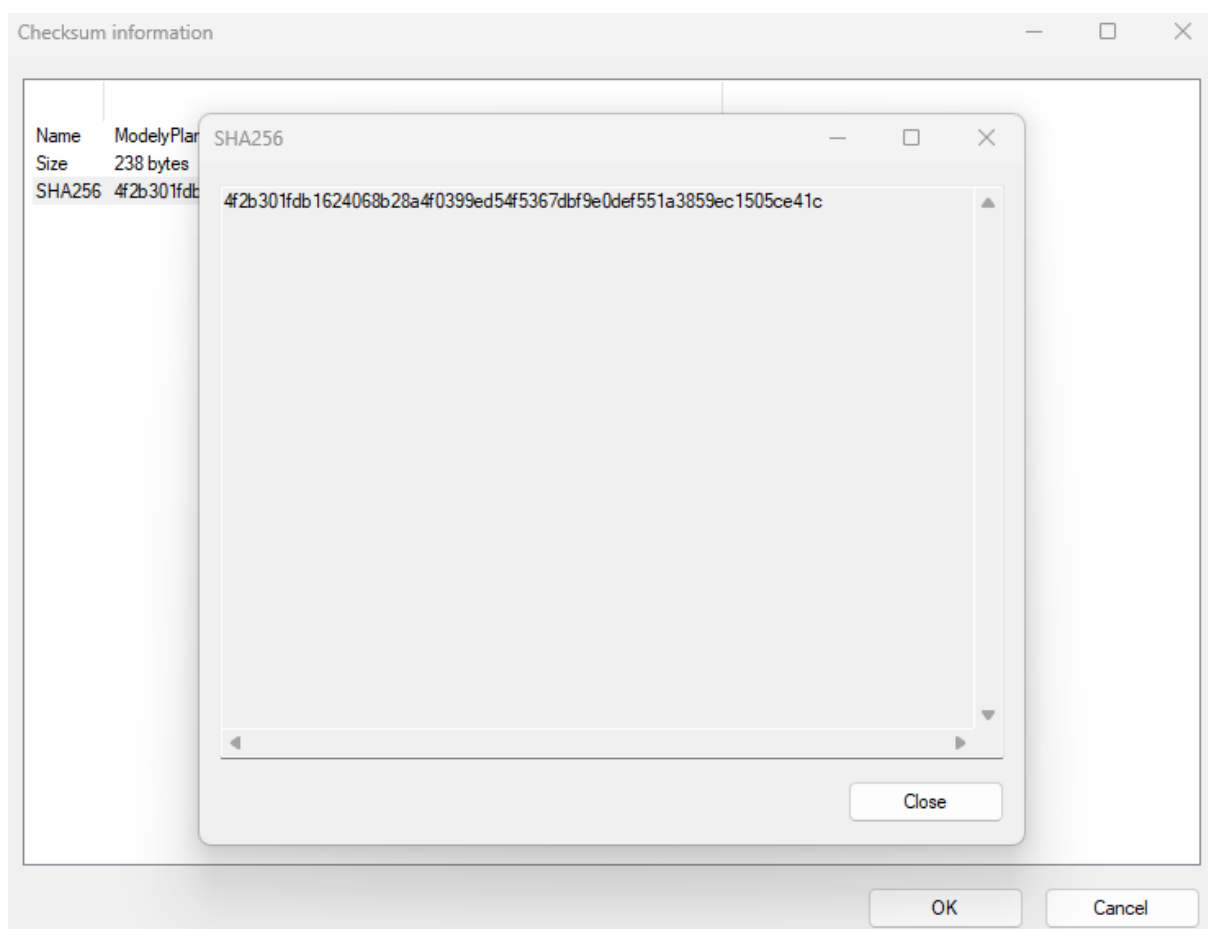 Checksum information
Name ModelyPlar
Size 238 bytes
SHA256 4f2b301fdb
SHA256
4f2b301fdb1624068b28a4f0399ed54f5367dbf9e0def551a3859ec1505ce41c
Close
OK
Cancel